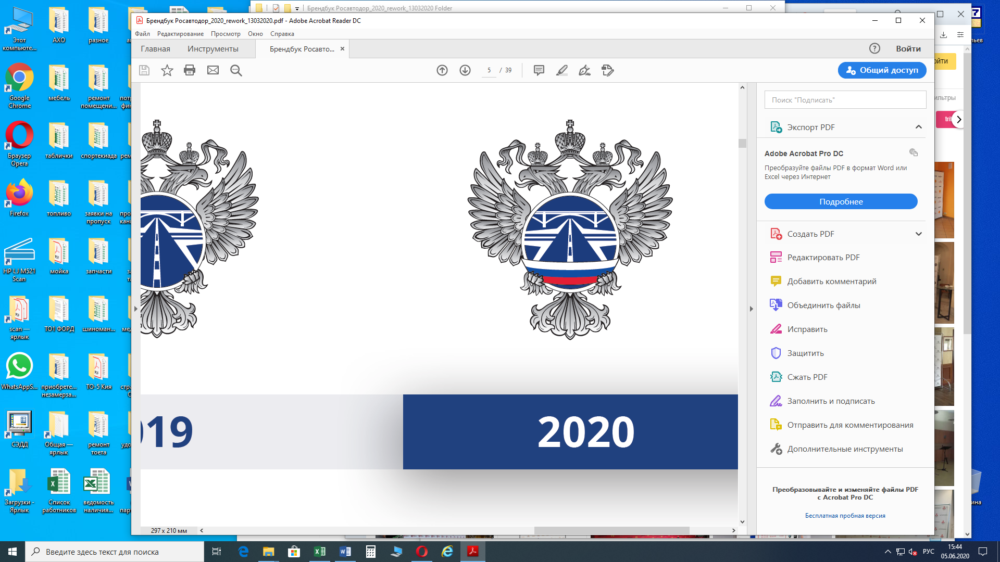 Брендбук Росавтодор_2020_rework_13032020 Folder
Брендбук Росавтодор_2020_rework_13032020.pdf - Adobe Acrobat Reader DC
Файл Редактирование Просмотр Окно Справка
Главная Инструменты Брендбук Росавто... Войти
5 / 39 Общий доступ
Этот
компьюте...
АХО
разное
Google
Chrome
мебель
ремонт
помещени...
Браузер
Opera
таблички
спортекиада
Firefox
топливо
заявки на
пропуск
HP LJ M521
Scan
мойка
запчасти
scan —
ярлык
ТО1 ФОРД
шиноман...
WhatsAppS...
приобрете...
незамерза...
ТО-5 Кия
СЭДД
Общая —
ярлык
ремонт
тоета
Загрузки -
Ярлык
Список
работников
ведомость
наличия...
019
2020
297 x 210 мм
Поиск "Подписать"
Экспорт PDF
Adobe Acrobat Pro DC
Преобразуйте файлы PDF в формат Word или
Excel через Интернет
Подробнее
Создать PDF
Редактировать PDF
Добавить комментарий
Объединить файлы
Исправить
Защитить
Сжать PDF
Заполнить и подписать
Отправить для комментирования
Дополнительные инструменты
Преобразовывайте и изменяйте файлы PDF
с Acrobat Pro DC
Бесплатная пробная версия
Введите здесь текст для поиска
РУС
15:44
05.06.2020